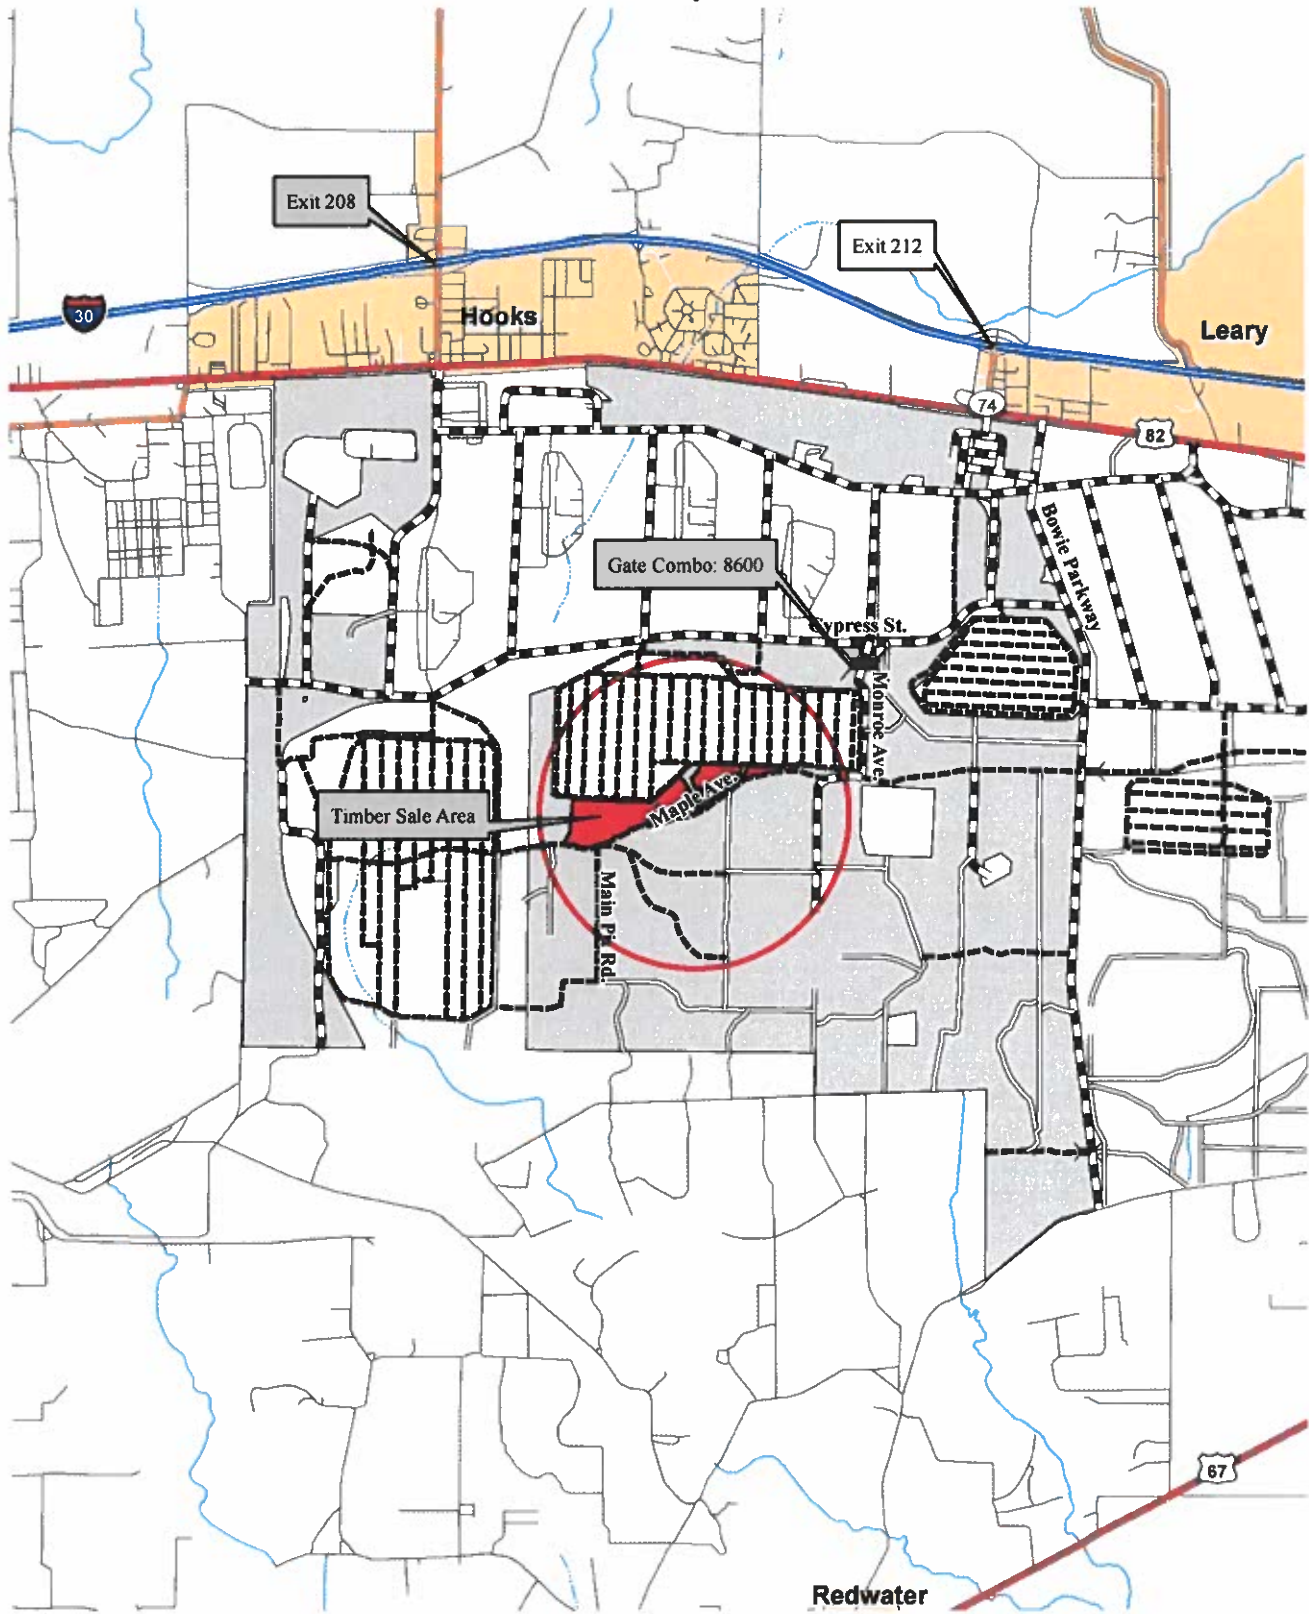 Exit 208
Exit 212
30
Hooks
Leary
74
82
Bowie Parkway
Gate Combo: 8600
Cypress St.
Monroe Ave.
Maple Ave.
Timber Sale Area
Main Pit Rd.
67
Redwater